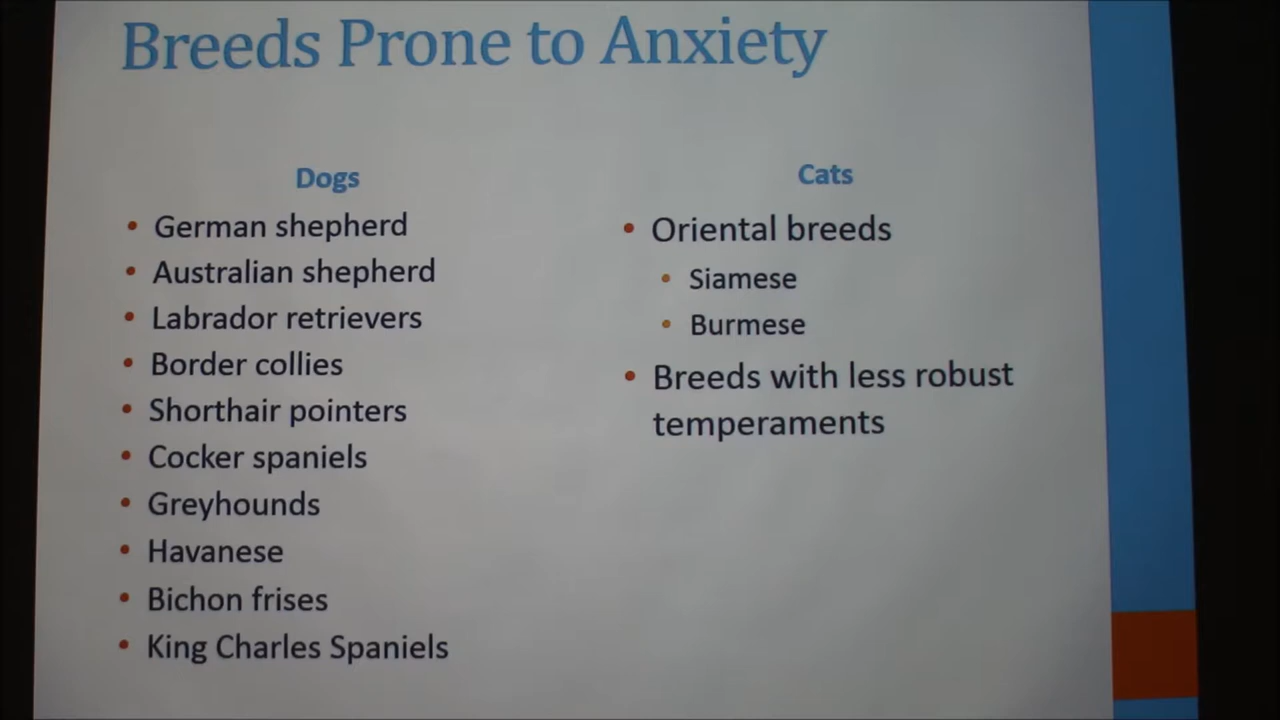 Breeds Prone to Anxiety
Dogs
• German shepherd
• Australian shepherd
• Labrador retrievers
• Border collies
• Shorthair pointers
• Cocker spaniels
• Greyhounds
• Havanese
• Bichon frises
• King Charles Spaniels
Cats
• Oriental breeds
• Siamese
• Burmese
• Breeds with less robust
temperaments